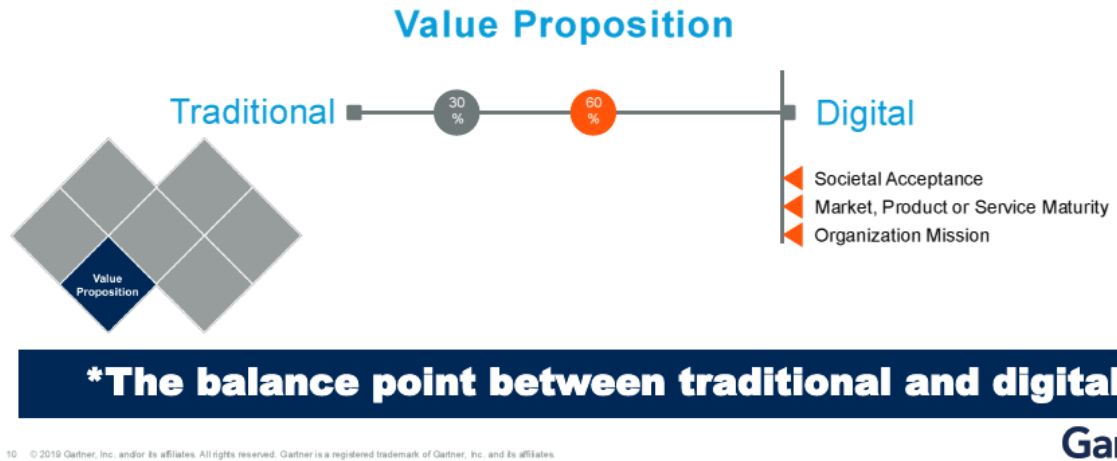 Value Proposition
Traditional
30
%
60
%
Digital
Societal Acceptance
Market, Product or Service Maturity
Organization Mission
Value
Proposition
*The balance point between traditional and digital
Gar
10 © 2019 Gartner, Inc. and/or its affiliates. All rights reserved. Gartner is a registered trademark of Gartner, Inc. and its affiliates.